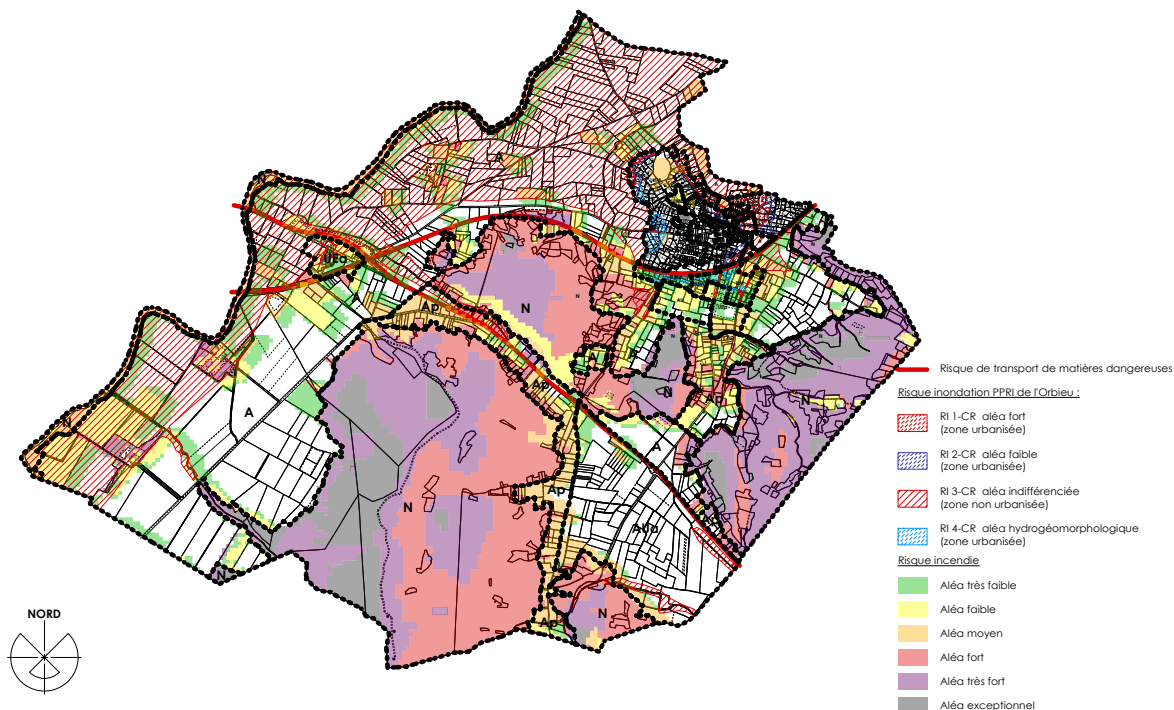 A
N
UEa
A
N
Ap
N
Ap
A
N
Ap
N
N
A
Ap
N
AUa
N
N
Ap
NORD
Risque de transport de matières dangereuses
Risque inondation PPRI de l'Orbieu :
RI 1-CR aléa fort
(zone urbanisée)
RI 2-CR aléa faible
(zone urbanisée)
RI 3-CR aléa indifférenciée
(zone non urbanisée)
RI 4-CR aléa hydrogéomorphologique
(zone urbanisée)
Risque incendie
Aléa très faible
Aléa faible
Aléa moyen
Aléa fort
Aléa très fort
Aléa exceptionnel